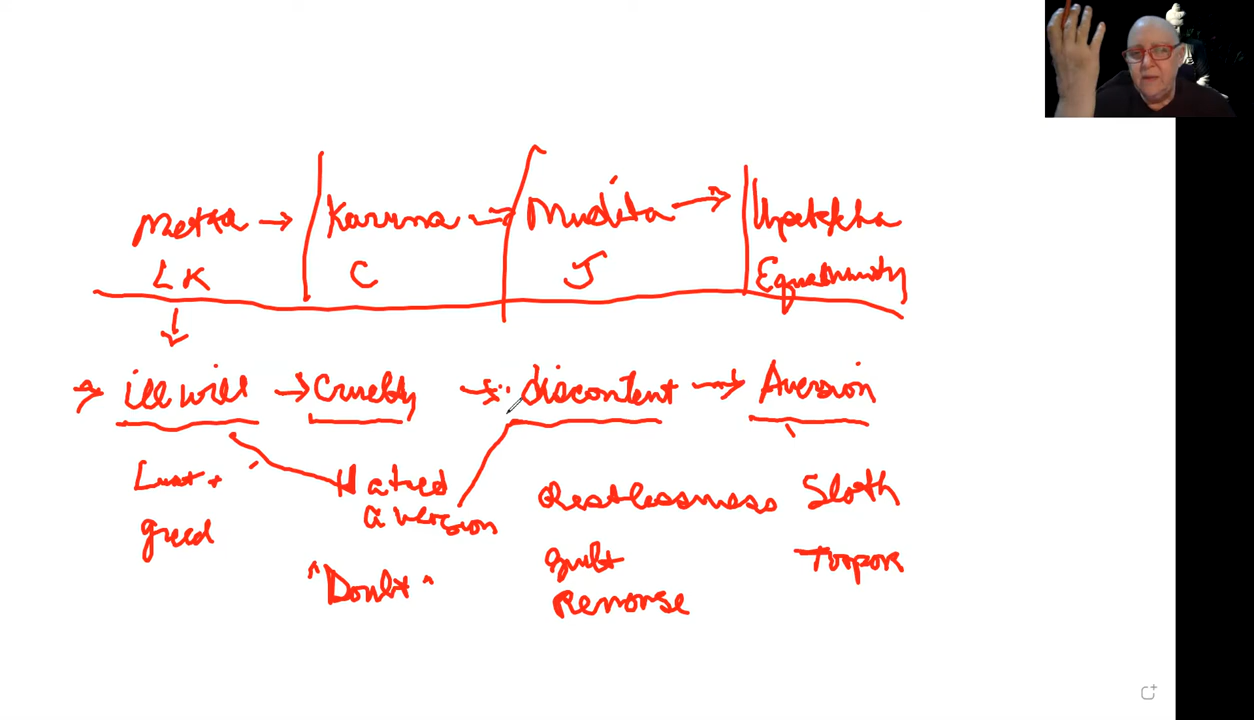 Metta → Karuna → Mudita → Upekkha
LK C J Equanimity
ill will → Cruelty → discontent → Aversion
Lust + Hatred Restlessness Sloth
greed aversion Guilt Torpor
"Doubt" Remorse